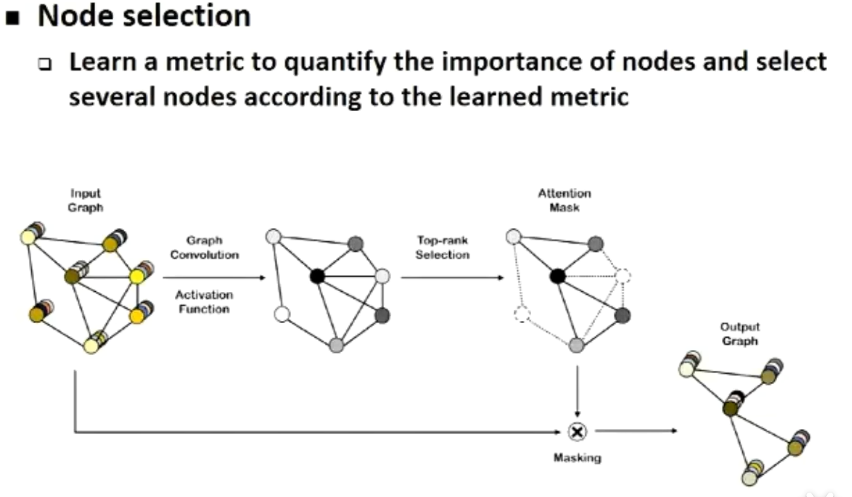 Node selection
Learn a metric to quantify the importance of nodes and select
several nodes according to the learned metric
Input
Graph
Graph
Convolution
Activation
Function
Top-rank
Selection
Attention
Mask
Output
Graph
Masking